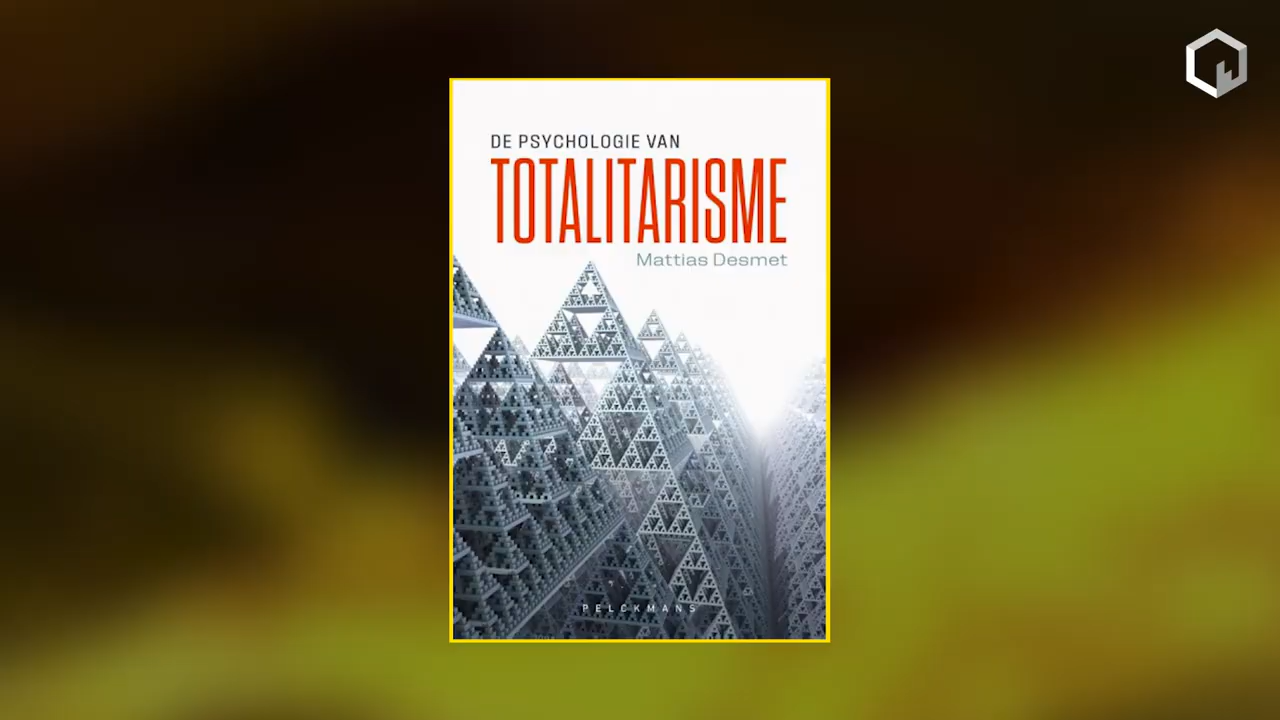 DE PSYCHOLOGIE VAN
TOTALITARISME
Mattias Desmet
PELCKMANS